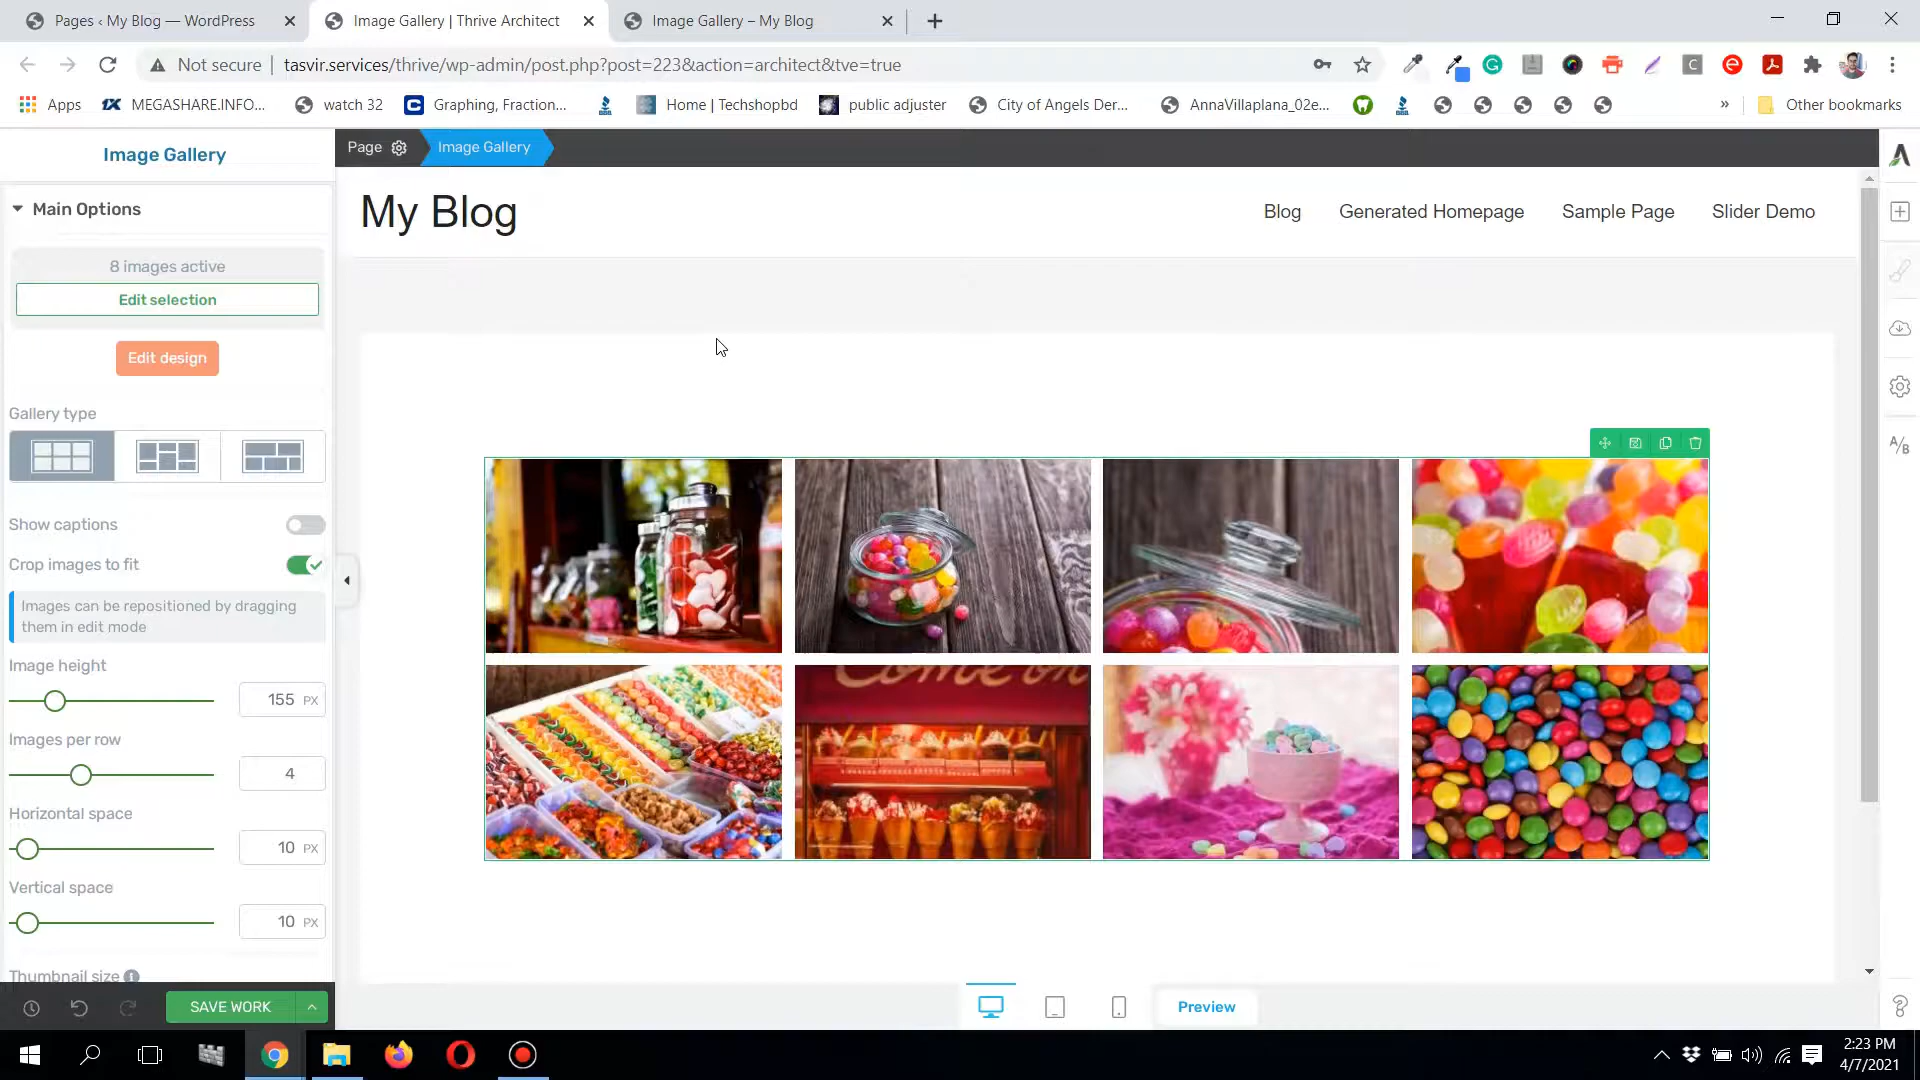 Pages ‹ My Blog — WordPress
Image Gallery | Thrive Architect
Image Gallery – My Blog
Not secure
tasvir.services/thrive/wp-admin/post.php?post=223&action=architect&tve=true
Apps
MEGASHARE.INFO...
watch 32
Graphing, Fraction...
Home | Techshopbd
public adjuster
City of Angels Der...
AnnaVillaplana_02e...
»
Other bookmarks
Image Gallery
Page
Image Gallery
Main Options
8 images active
Edit selection
Edit design
Gallery type
Show captions
Crop images to fit
Images can be repositioned by dragging
them in edit mode
Image height
155 PX
Images per row
4
Horizontal space
10 PX
Vertical space
10 PX
Thumbnail size
SAVE WORK
My Blog
Blog
Generated Homepage
Sample Page
Slider Demo
Come on
A/B
Preview
2:23 PM
4/7/2021